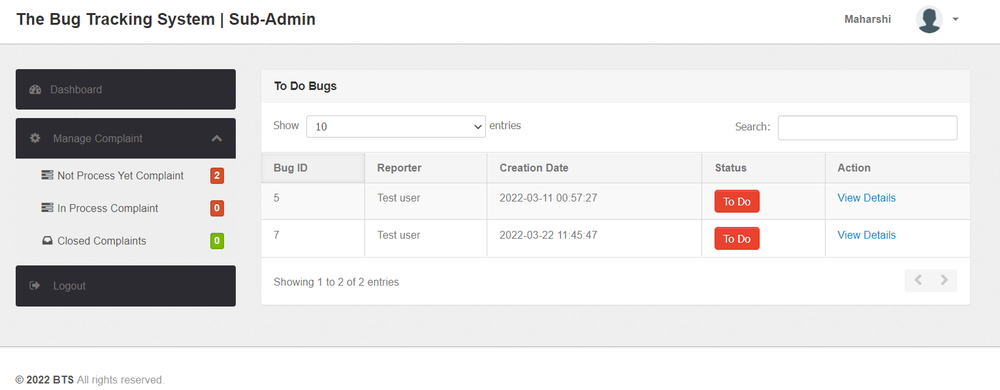 The Bug Tracking System | Sub-Admin
Maharshi
Dashboard
Manage Complaint
Not Process Yet Complaint 2
In Process Complaint 0
Closed Complaints 0
Logout
To Do Bugs
Show 10 entries Search:
Bug ID Reporter Creation Date Status Action
5 Test user 2022-03-11 00:57:27 To Do View Details
7 Test user 2022-03-22 11:45:47 To Do View Details
Showing 1 to 2 of 2 entries
© 2022 BTS All rights reserved.